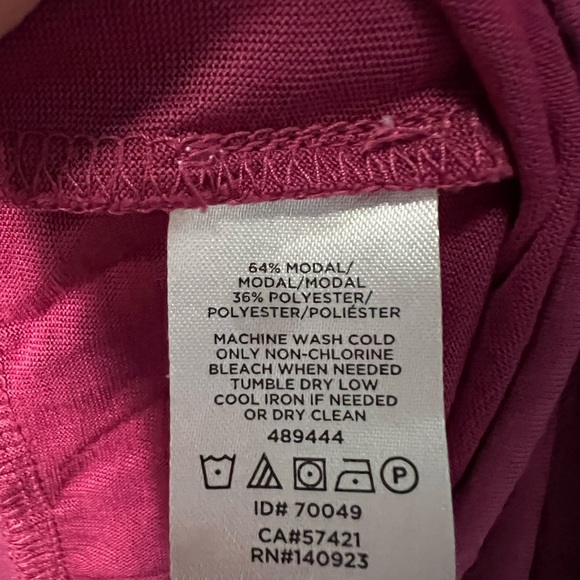 64% MODAL/
MODAL/MODAL
36% POLYESTER/
POLYESTER/POLIÉSTER
MACHINE WASH COLD
ONLY NON-CHLORINE
BLEACH WHEN NEEDED
TUMBLE DRY LOW
COOL IRON IF NEEDED
OR DRY CLEAN
489444
P
ID# 70049
CA#57421
RN#140923